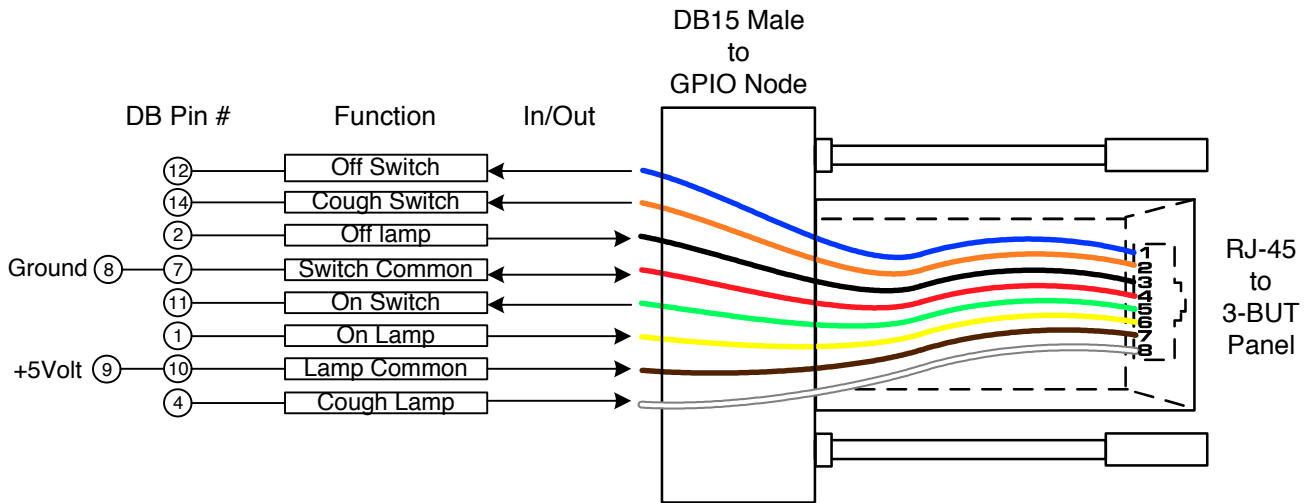 DB15 Male
to
GPIO Node
DB Pin #
Function
In/Out
12 Off Switch
14 Cough Switch
2 Off lamp
Ground 8 7 Switch Common
11 On Switch
1 On Lamp
+5Volt 9 10 Lamp Common
4 Cough Lamp
1
2
3
4
5
6
7
8
RJ-45
to
3-BUT
Panel